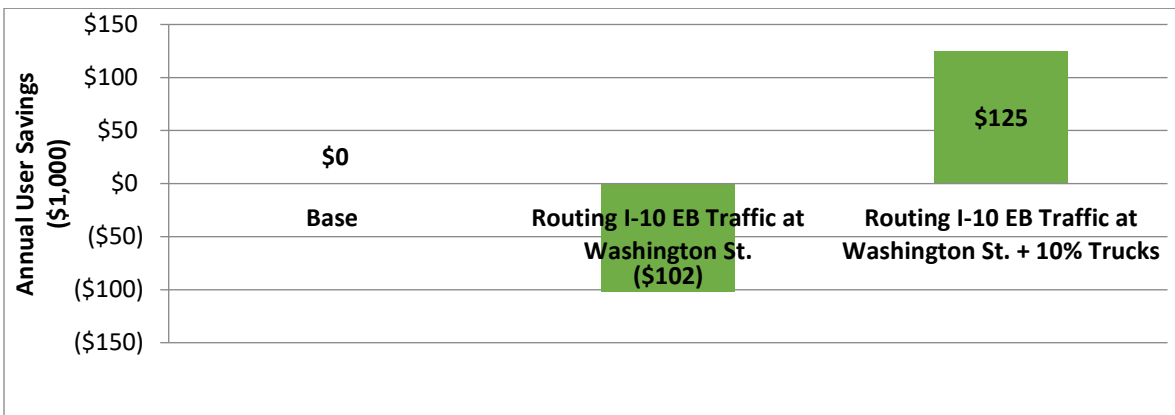 Annual User Savings
($1,000)
$150
$100
$50
$0
($50)
($100)
($150)
$0
Base
($102)
Routing I-10 EB Traffic at
Washington St.
$125
Routing I-10 EB Traffic at
Washington St. + 10% Trucks